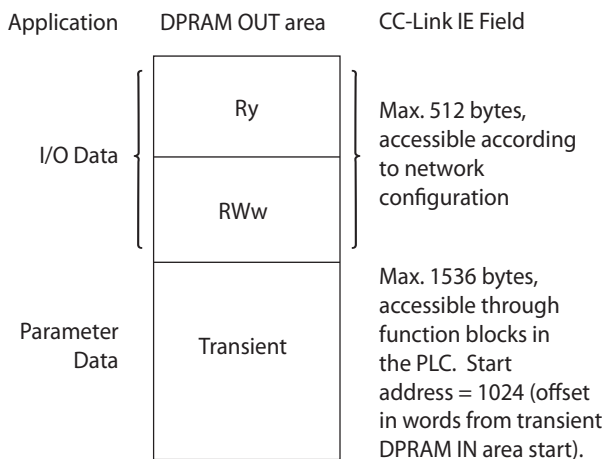 Application DPRAM OUT area CC-Link IE Field
Ry
I/O Data
RWw
Max. 512 bytes,
accessible according
to network
configuration
Parameter
Data
Transient
Max. 1536 bytes,
accessible through
function blocks in
the PLC. Start
address = 1024 (offset
in words from transient
DPRAM IN area start).